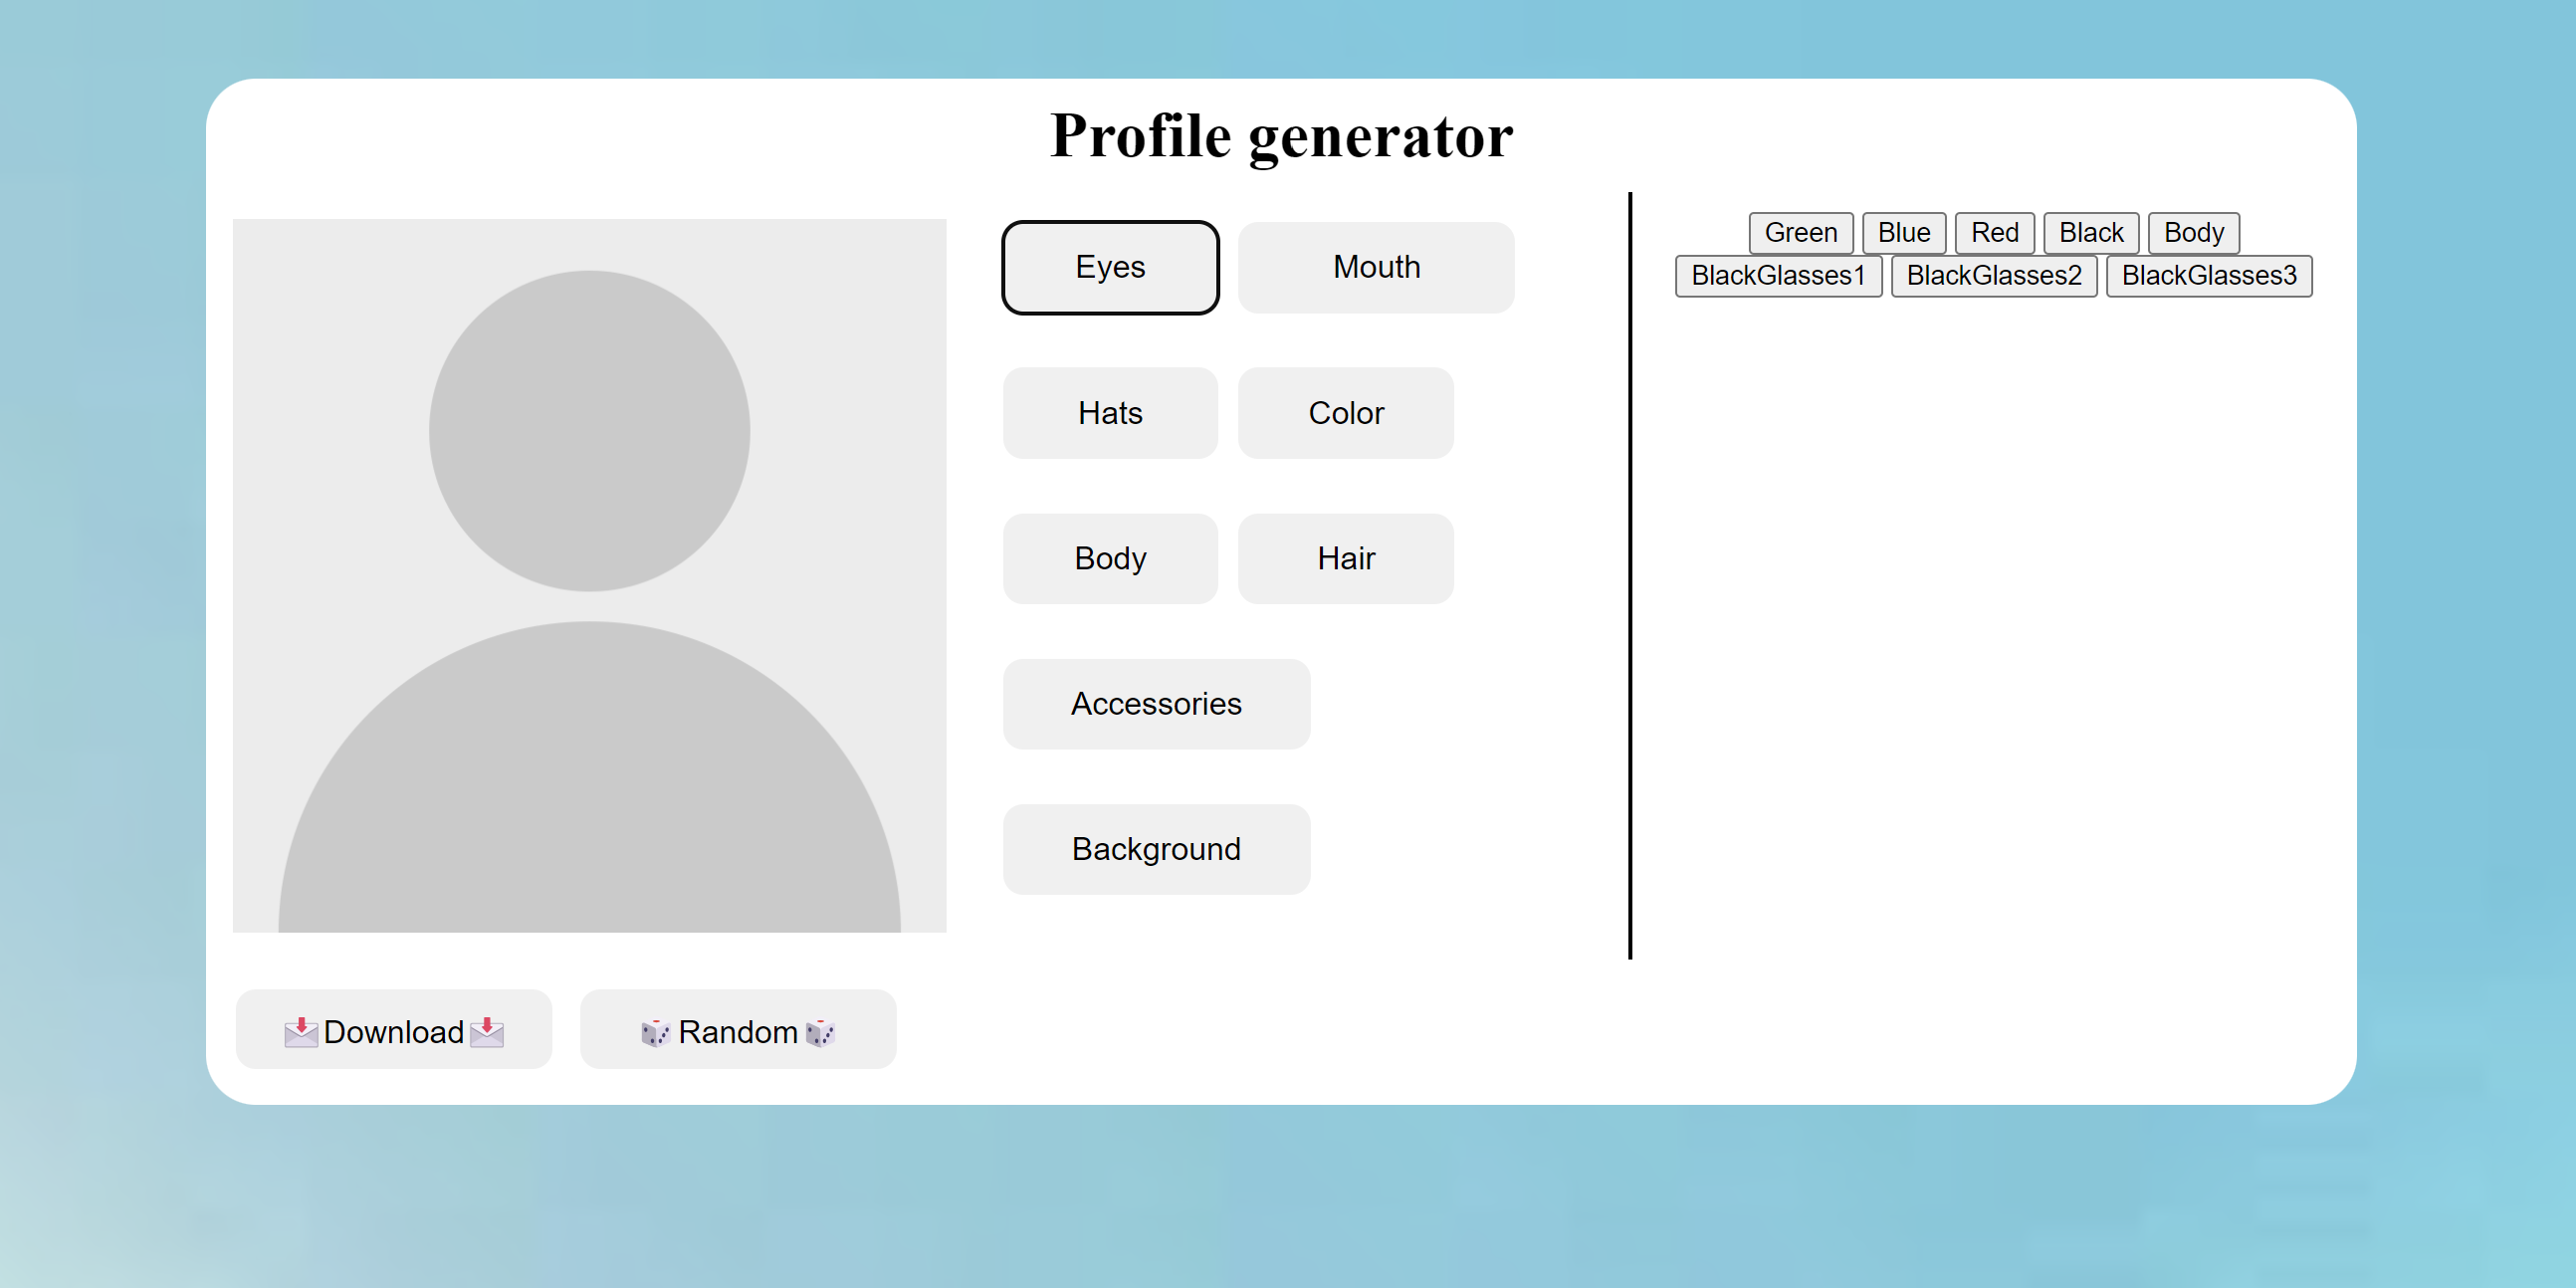 Profile generator
Eyes Mouth
Hats Color
Body Hair
Accessories
Background
Green Blue Red Black Body
BlackGlasses1 BlackGlasses2 BlackGlasses3
Download Random